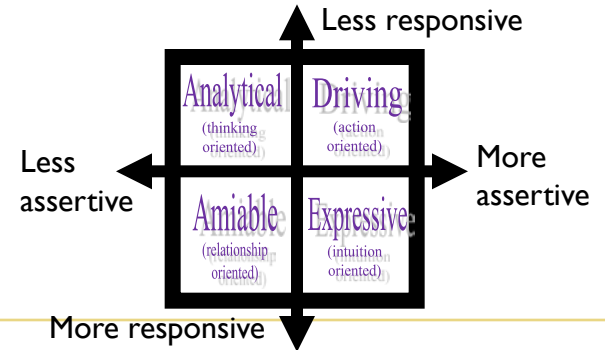 Less responsive
Analytical
(thinking
oriented)
Driving
(action
oriented)
Less
assertive
More
assertive
Amiable
(relationship
oriented)
Expressive
(intuition
oriented)
More responsive